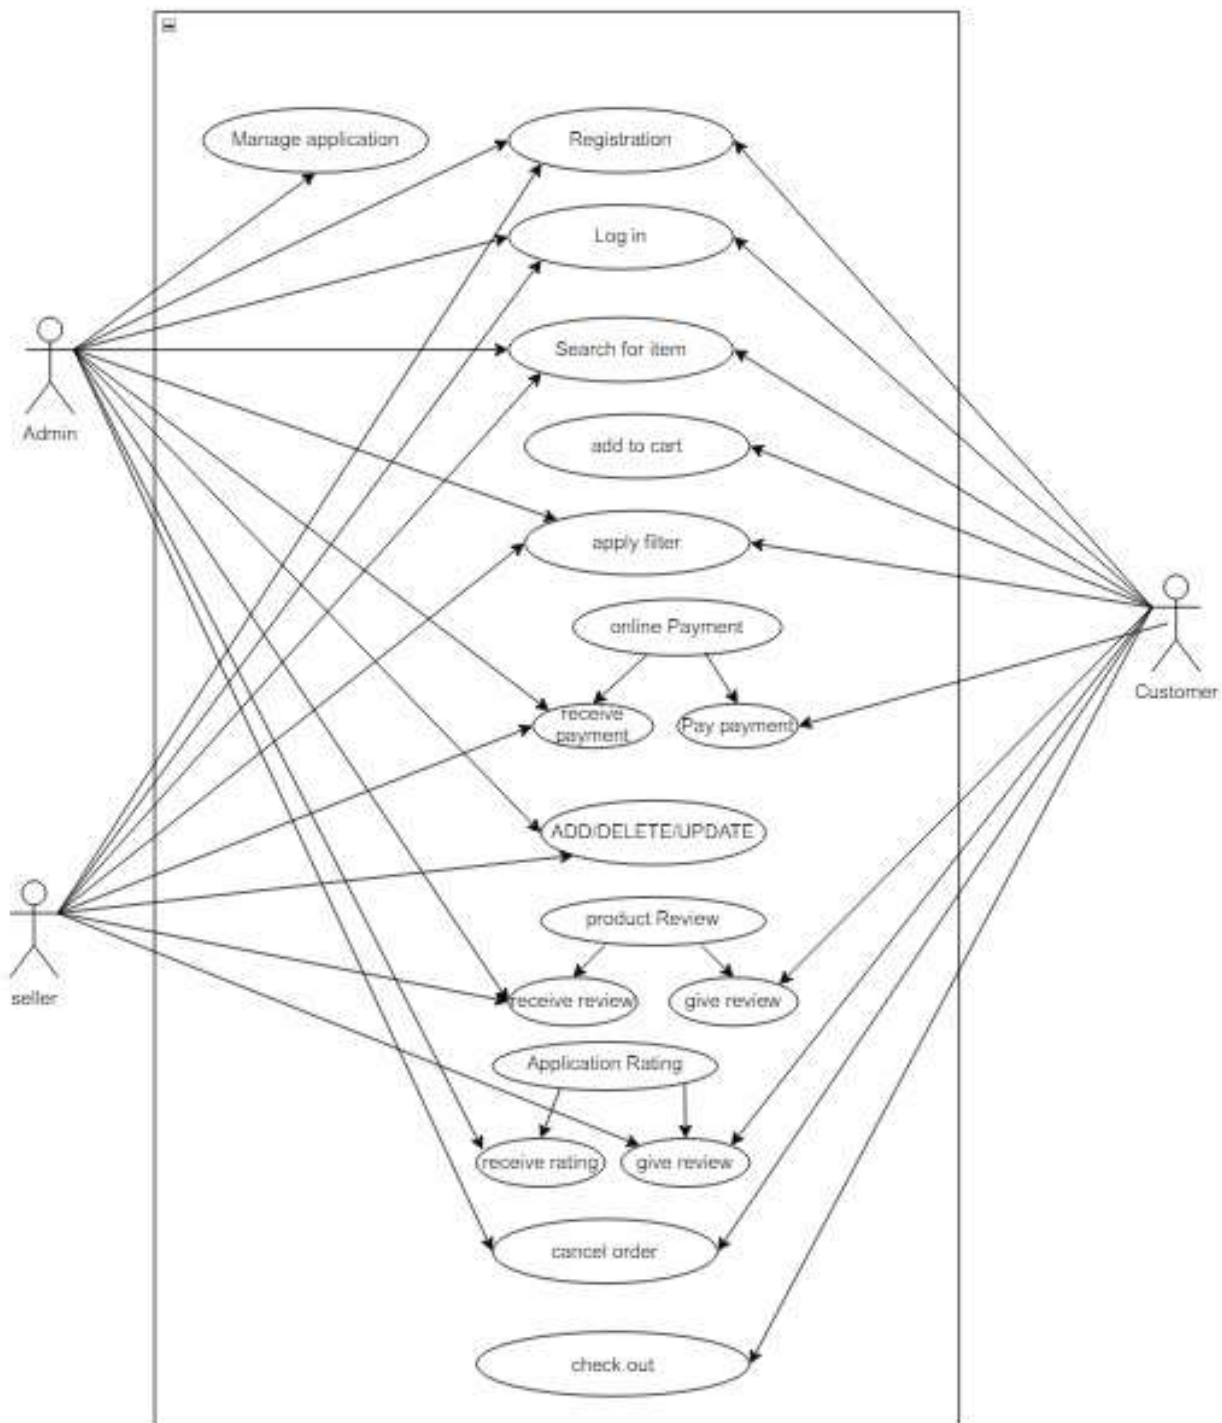 Manage application
Registration
Log in
Search for item
Admin
add to cart
apply filter
online Payment
Customer
receive
payment
Pay payment
ADD/DELETE/UPDATE
product Review
seller
receive review
give review
Application Rating
receive rating
give review
cancel order
check out